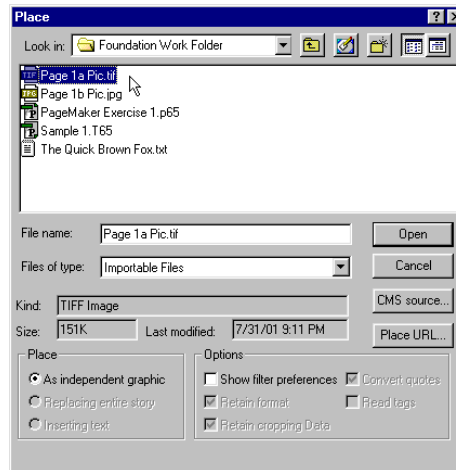 Place
Look in: Foundation Work Folder
TIF Page 1a Pic.tif
JPG Page 1b Pic.jpg
PageMaker Exercise 1.p65
Sample 1.T65
The Quick Brown Fox.txt
File name: Page 1a Pic.tif Open
Files of type: Importable Files Cancel
Kind: TIFF Image CMS source...
Size: 151K Last modified: 7/31/01 9:11 PM Place URL...
Place Options
As independent graphic Show filter preferences Convert quotes
Replacing entire story Retain format Read tags
Inserting text Retain cropping Data